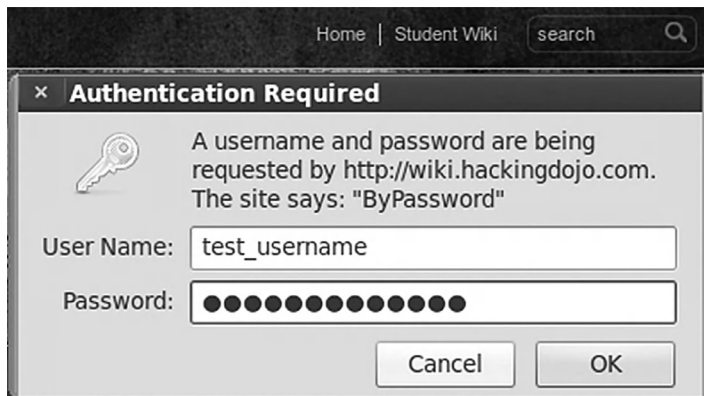 Home | Student Wiki search
× Authentication Required
A username and password are being
requested by http://wiki.hackingdojo.com.
The site says: "ByPassword"
User Name: test_username
Password: ●●●●●●●●●●●●●
Cancel OK